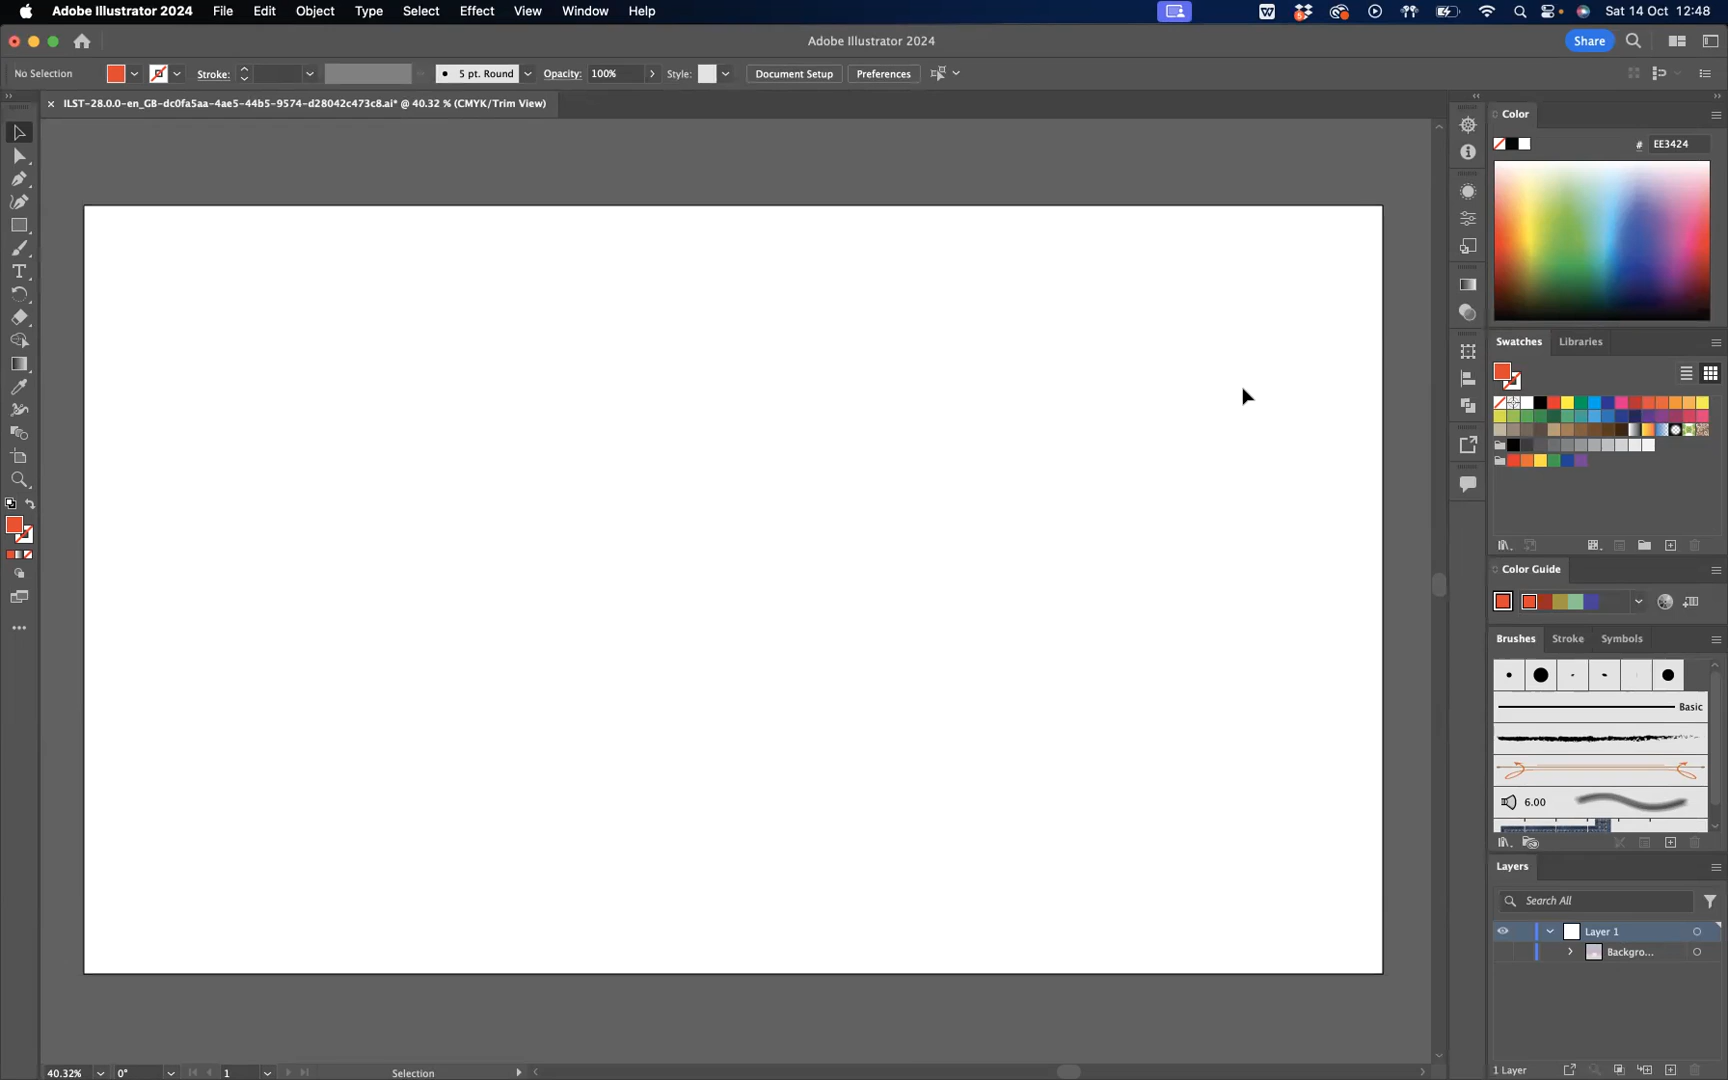 Adobe Illustrator 2024 File Edit Object Type Select Effect View Window Help Sat 14 Oct 12:48
Adobe Illustrator 2024 Share
No Selection Stroke: 5 pt. Round Opacity: 100% Style: Document Setup Preferences
ILST-28.0.0-en_GB-dc0fa5aa-4ae5-44b5-9574-d28042c473c8.ai* @ 40.32 % (CMYK/Trim View)
Color
# EE3424
Swatches Libraries
Color Guide
Brushes Stroke Symbols
Basic
6.00
Layers
Search All
Layer 1
Backgro...
1 Layer
40.32% 0° 1 Selection